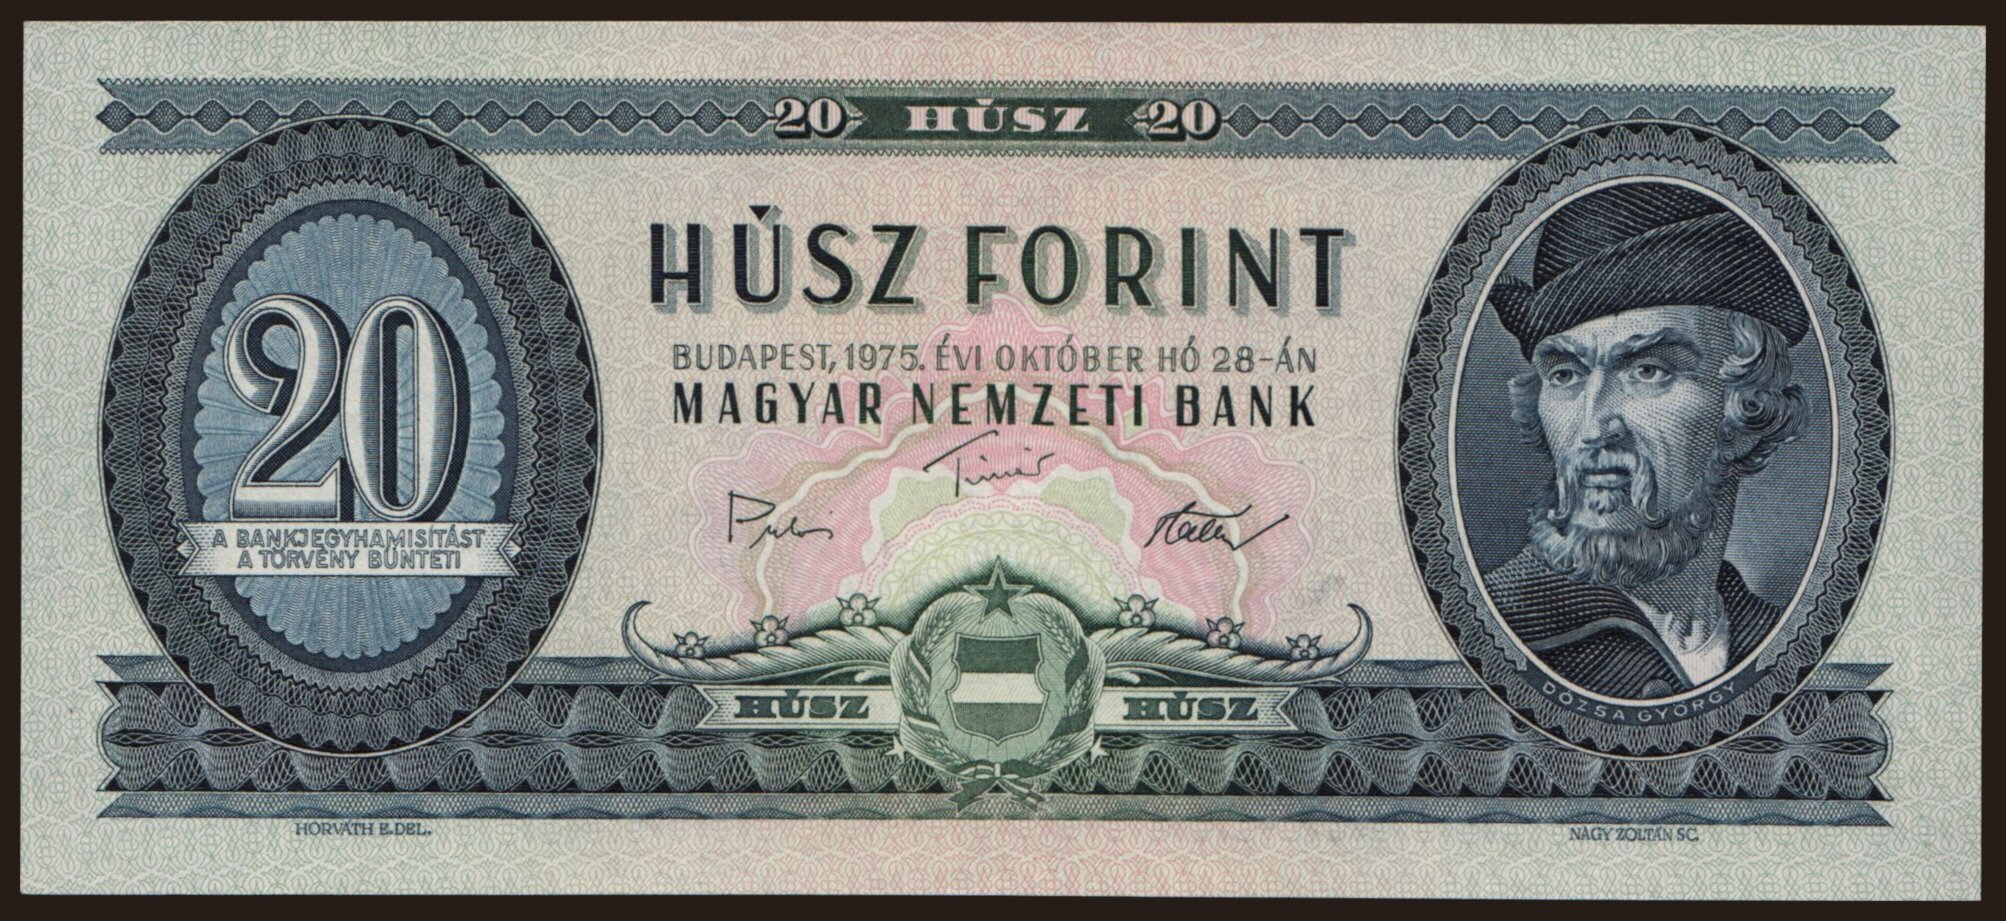 20 HÚSZ 20
HÚSZ FORINT
BUDAPEST, 1975. ÉVI OKTÓBER HÓ 28-ÁN
MAGYAR NEMZETI BANK
20
A BANKJEGYHAMISÍTÁST
A TÖRVÉNY BÜNTETI
HÚSZ HÚSZ
DÓZSA GYÖRGY
HORVÁTH E. DEL.
NAGY ZOLTÁN SC.